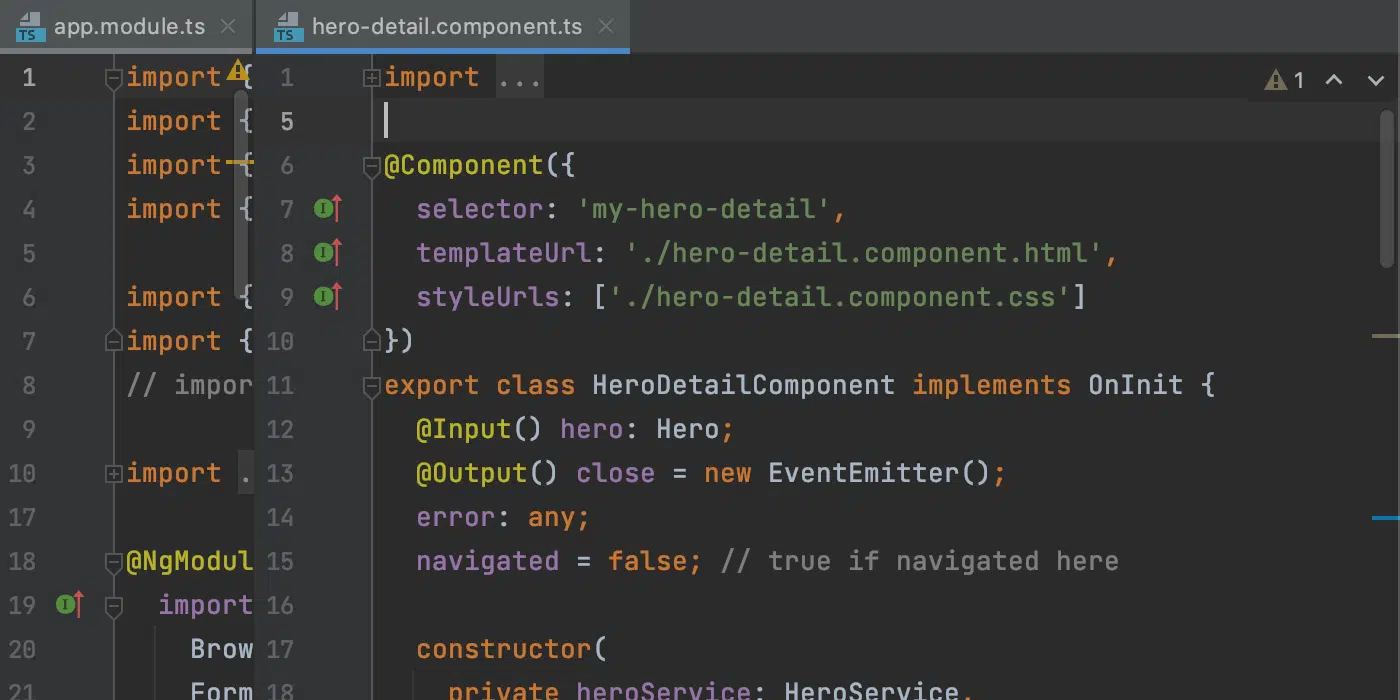 TS app.module.ts
1 import {
2 import {
3 import {
4 import {
5
6 import {
7 import {
8 // impor
9
10 import .
17
18 @NgModul
19 import
20 Brow
21 Form
TS hero-detail.component.ts
1 import ...
1
5
6 @Component({
7 selector: 'my-hero-detail',
8 templateUrl: './hero-detail.component.html',
9 styleUrls: ['./hero-detail.component.css']
10 })
11 export class HeroDetailComponent implements OnInit {
12 @Input() hero: Hero;
13 @Output() close = new EventEmitter();
14 error: any;
15 navigated = false; // true if navigated here
16
17 constructor(
18 private heroService: HeroService,